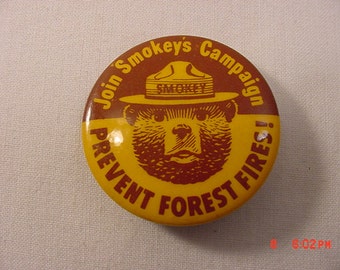 Join Smokey's Campaign
SMOKEY
PREVENT FOREST FIRES!
6:02PM